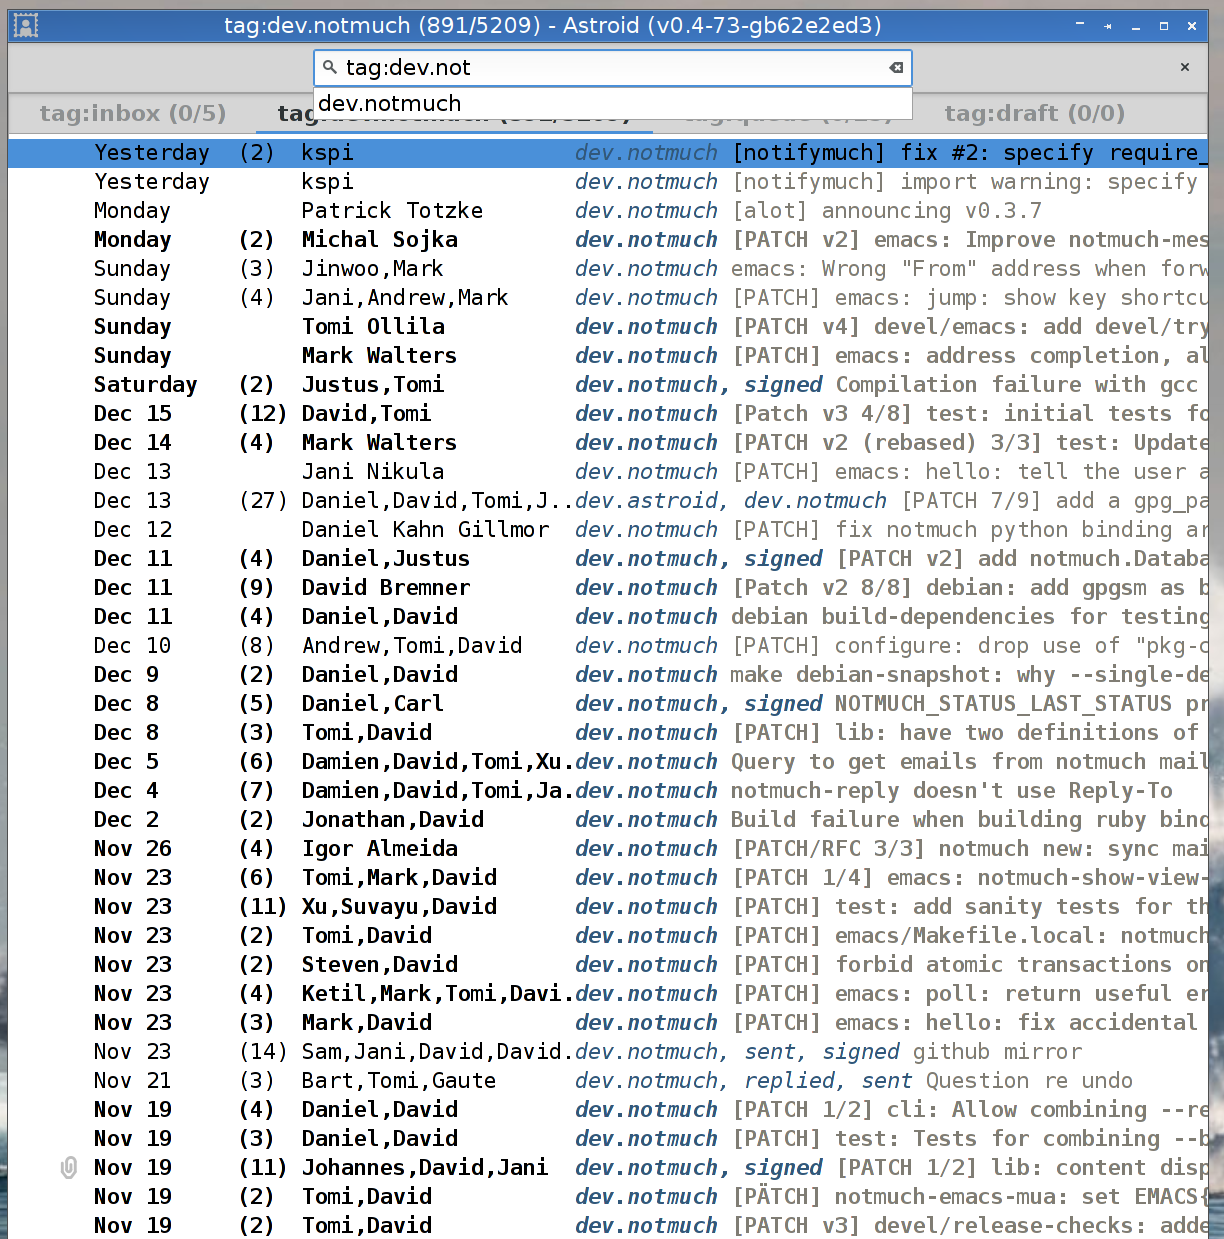 tag:dev.notmuch (891/5209) - Astroid (v0.4-73-gb62e2ed3)
tag:dev.not
dev.notmuch
tag:inbox (0/5) tag:draft (0/0)
Yesterday (2) kspi dev.notmuch [notifymuch] fix #2: specify require_
Yesterday kspi dev.notmuch [notifymuch] import warning: specify
Monday Patrick Totzke dev.notmuch [alot] announcing v0.3.7
Monday (2) Michal Sojka dev.notmuch [PATCH v2] emacs: Improve notmuch-mes
Sunday (3) Jinwoo,Mark dev.notmuch emacs: Wrong "From" address when forw
Sunday (4) Jani,Andrew,Mark dev.notmuch [PATCH] emacs: jump: show key shortcu
Sunday Tomi Ollila dev.notmuch [PATCH v4] devel/emacs: add devel/try
Sunday Mark Walters dev.notmuch [PATCH] emacs: address completion, al
Saturday (2) Justus,Tomi dev.notmuch, signed Compilation failure with gcc
Dec 15 (12) David,Tomi dev.notmuch [Patch v3 4/8] test: initial tests fo
Dec 14 (4) Mark Walters dev.notmuch [PATCH v2 (rebased) 3/3] test: Update
Dec 13 Jani Nikula dev.notmuch [PATCH] emacs: hello: tell the user a
Dec 13 (27) Daniel,David,Tomi,J..dev.astroid, dev.notmuch [PATCH 7/9] add a gpg_pa
Dec 12 Daniel Kahn Gillmor dev.notmuch [PATCH] fix notmuch python binding ar
Dec 11 (4) Daniel,Justus dev.notmuch, signed [PATCH v2] add notmuch.Databa
Dec 11 (9) David Bremner dev.notmuch [Patch v2 8/8] debian: add gpgsm as b
Dec 11 (4) Daniel,David dev.notmuch debian build-dependencies for testing
Dec 10 (8) Andrew,Tomi,David dev.notmuch [PATCH] configure: drop use of "pkg-c
Dec 9 (2) Daniel,David dev.notmuch make debian-snapshot: why --single-de
Dec 8 (5) Daniel,Carl dev.notmuch, signed NOTMUCH_STATUS_LAST_STATUS pr
Dec 8 (3) Tomi,David dev.notmuch [PATCH] lib: have two definitions of
Dec 5 (6) Damien,David,Tomi,Xu.dev.notmuch Query to get emails from notmuch mail
Dec 4 (7) Damien,David,Tomi,Ja.dev.notmuch notmuch-reply doesn't use Reply-To
Dec 2 (2) Jonathan,David dev.notmuch Build failure when building ruby bind
Nov 26 (4) Igor Almeida dev.notmuch [PATCH/RFC 3/3] notmuch new: sync mai
Nov 23 (6) Tomi,Mark,David dev.notmuch [PATCH 1/4] emacs: notmuch-show-view-
Nov 23 (11) Xu,Suvayu,David dev.notmuch [PATCH] test: add sanity tests for th
Nov 23 (2) Tomi,David dev.notmuch [PATCH] emacs/Makefile.local: notmuch
Nov 23 (2) Steven,David dev.notmuch [PATCH] forbid atomic transactions on
Nov 23 (4) Ketil,Mark,Tomi,Davi.dev.notmuch [PATCH] emacs: poll: return useful er
Nov 23 (3) Mark,David dev.notmuch [PATCH] emacs: hello: fix accidental
Nov 23 (14) Sam,Jani,David,David.dev.notmuch, sent, signed github mirror
Nov 21 (3) Bart,Tomi,Gaute dev.notmuch, replied, sent Question re undo
Nov 19 (4) Daniel,David dev.notmuch [PATCH 1/2] cli: Allow combining --re
Nov 19 (3) Daniel,David dev.notmuch [PATCH] test: Tests for combining --b
Nov 19 (11) Johannes,David,Jani dev.notmuch, signed [PATCH 1/2] lib: content disp
Nov 19 (2) Tomi,David dev.notmuch [PÄTCH] notmuch-emacs-mua: set EMACS{
Nov 19 (2) Tomi,David dev.notmuch [PATCH v3] devel/release-checks: adde